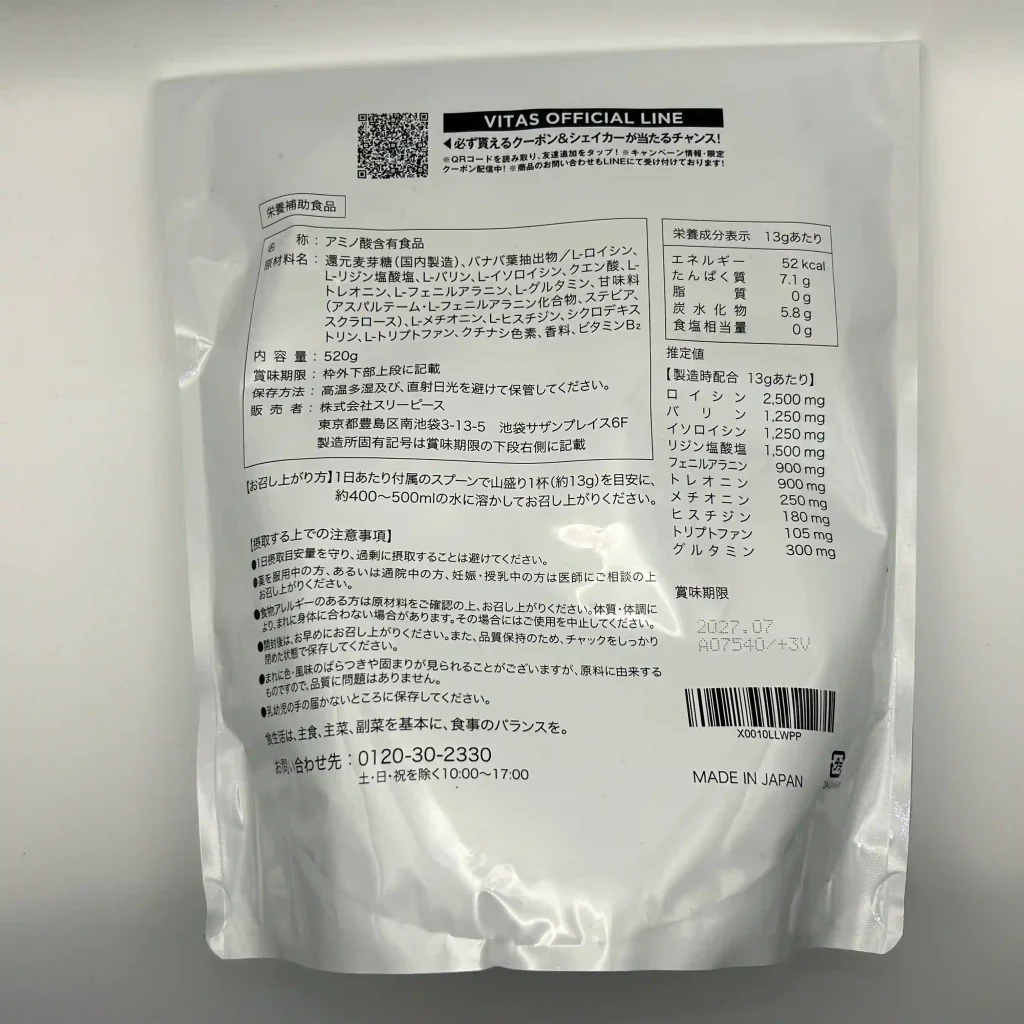 VITAS OFFICIAL LINE
◀必ず貰えるクーポン&シェイカーが当たるチャンス!
※QRコードを読み取り、友達追加をタップ! ※キャンペーン情報・限定
クーポン配信中! ※商品のお問い合わせもLINEにて受け付けております!
栄養補助食品
名 称:アミノ酸含有食品
原材料名:還元麦芽糖(国内製造)、バナバ葉抽出物/L-ロイシン、
L-リジン塩酸塩、L-バリン、L-イソロイシン、クエン酸、L-
トレオニン、L-フェニルアラニン、L-グルタミン、甘味料
(アスパルテーム・L-フェニルアラニン化合物、ステビア、
スクラロース)、L-メチオニン、L-ヒスチジン、シクロデキス
トリン、L-トリプトファン、クチナシ色素、香料、ビタミンB₂
内容量:520g
賞味期限:枠外下部上段に記載
保存方法:高温多湿及び、直射日光を避けて保管してください。
販売者:株式会社スリーピース
東京都豊島区南池袋3-13-5 池袋サザンプレイス6F
製造所固有記号は賞味期限の下段右側に記載
【お召し上がり方】1日あたり付属のスプーンで山盛り1杯(約13g)を目安に、
約400〜500mlの水に溶かしてお召し上がりください。
【摂取する上での注意事項】
●1日摂取目安量を守り、過剰に摂取することは避けてください。
●薬を服用中の方、あるいは通院中の方、妊娠・授乳中の方は医師にご相談の上
お召し上がりください。
●食物アレルギーのある方は原材料をご確認の上、お召し上がりください。体質・体調に
より、まれに身体に合わない場合があります。その場合にはご使用を中止してください。
●開封後は、お早めにお召し上がりください。また、品質保持のため、チャックをしっかり
閉めた状態で保存してください。
●まれに色・風味のばらつきや固まりが見られることがございますが、原料に由来する
ものですので、品質に問題はありません。
●乳幼児の手の届かないところに保存してください。
食生活は、主食、主菜、副菜を基本に、食事のバランスを。
お問い合わせ先:0120-30-2330
土・日・祝を除く10:00〜17:00
栄養成分表示 13gあたり
エネルギー 52 kcal
たんぱく質 7.1 g
脂質 0 g
炭水化物 5.8 g
食塩相当量 0 g
推定値
【製造時配合 13gあたり】
ロイシン 2,500 mg
バリン 1,250 mg
イソロイシン 1,250 mg
リジン塩酸塩 1,500 mg
フェニルアラニン 900 mg
トレオニン 900 mg
メチオニン 250 mg
ヒスチジン 180 mg
トリプトファン 105 mg
グルタミン 300 mg
賞味期限
2027.07
A07540/+3V
X0010LLWPP
MADE IN JAPAN
プラ